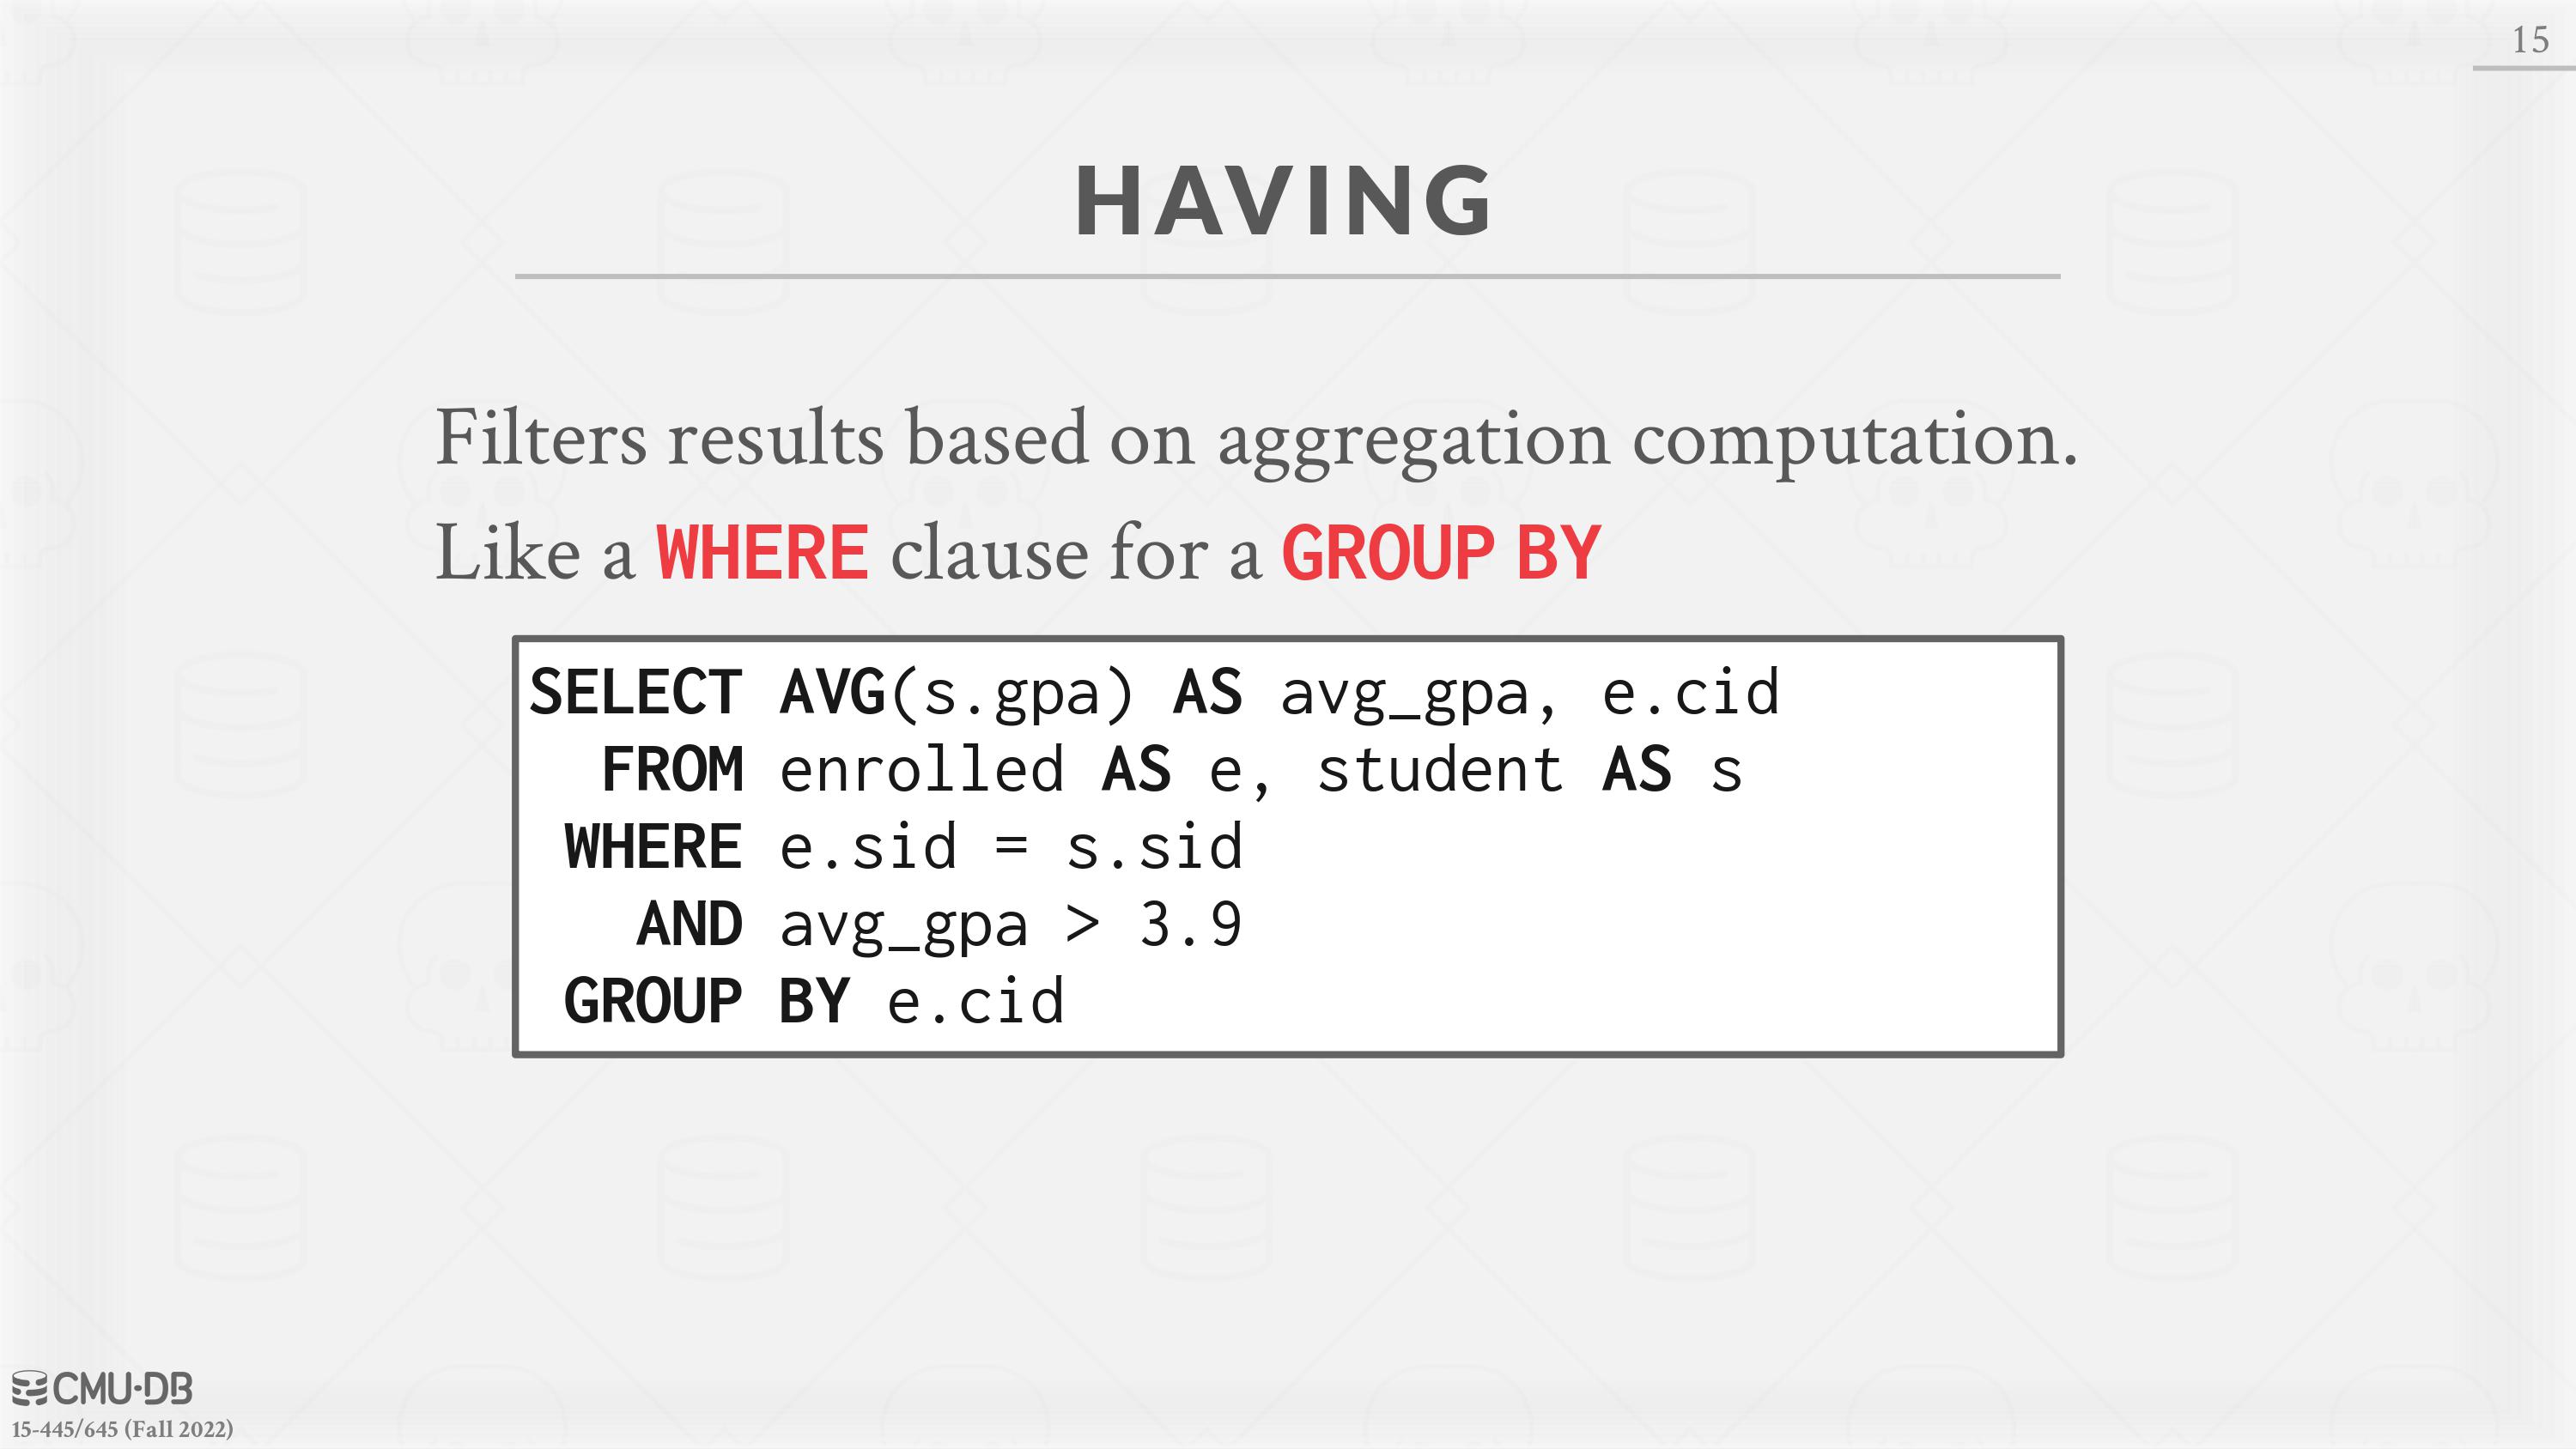 15
HAVING
Filters results based on aggregation computation.
Like a WHERE clause for a GROUP BY
SELECT AVG(s.gpa) AS avg_gpa, e.cid
  FROM enrolled AS e, student AS s
 WHERE e.sid = s.sid
   AND avg_gpa > 3.9
 GROUP BY e.cid
CMU·DB
15-445/645 (Fall 2022)